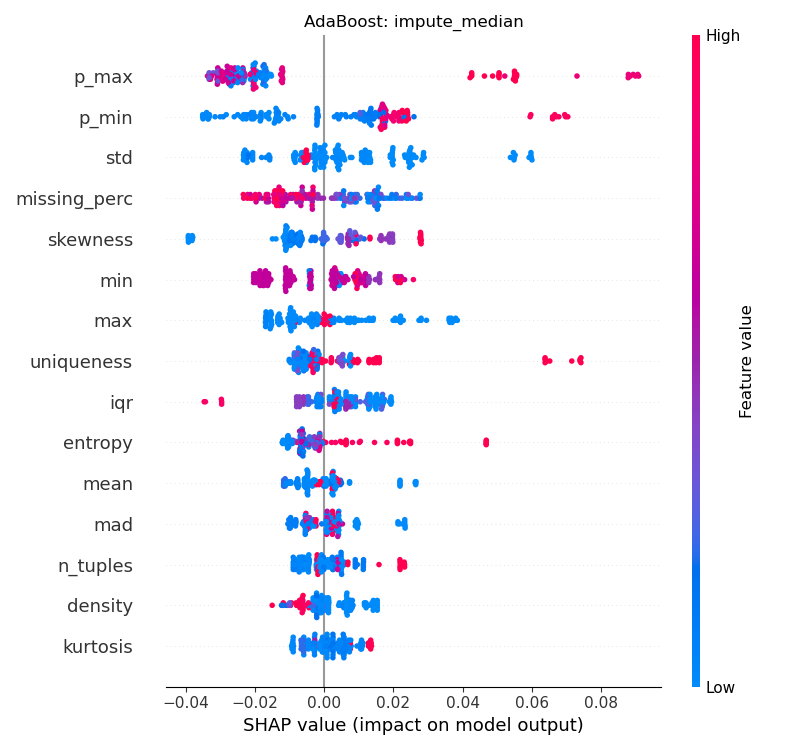 AdaBoost: impute_median
High
p_max
p_min
std
missing_perc
skewness
min
max
uniqueness
iqr
entropy
mean
mad
n_tuples
density
kurtosis
Feature value
Low
−0.04 −0.02 0.00 0.02 0.04 0.06 0.08
SHAP value (impact on model output)